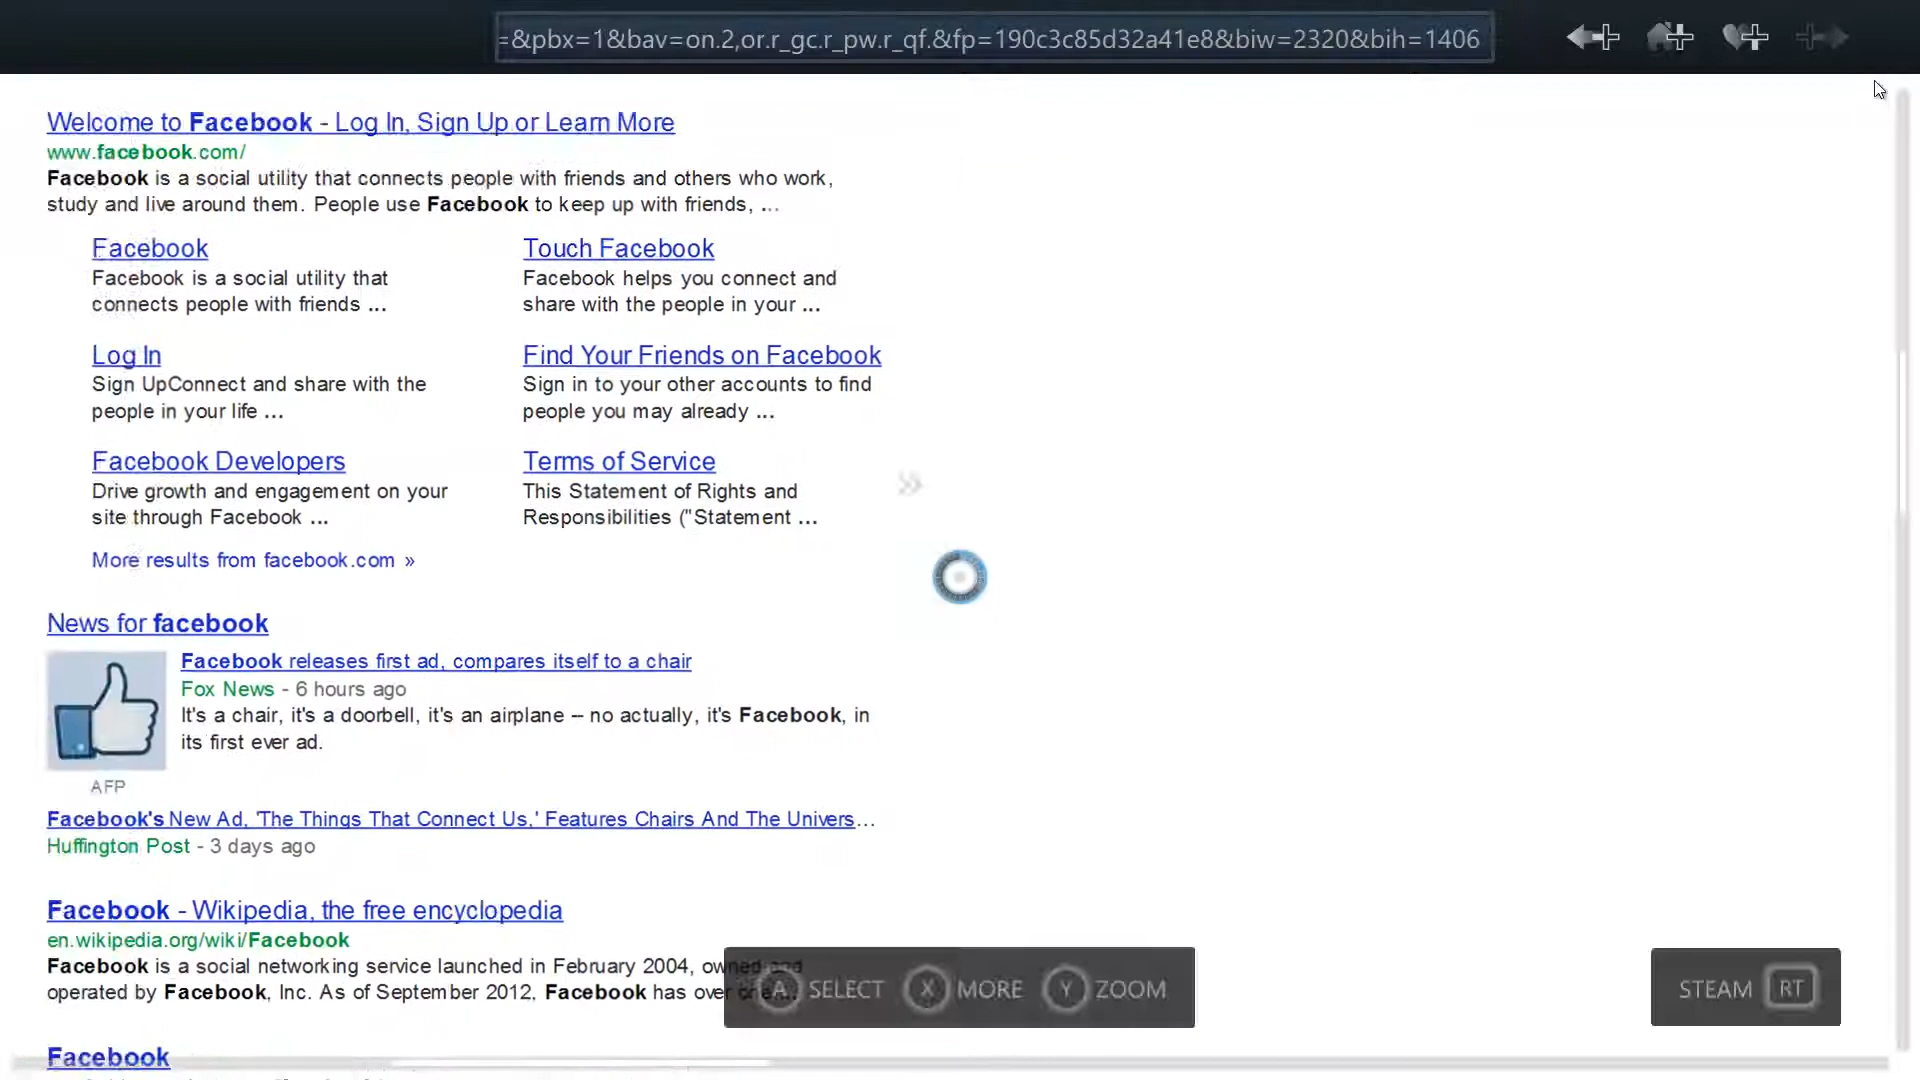 =&pbx=1&bav=on.2,or.r_gc.r_pw.r_qf.&fp=190c3c85d32a41e8&biw=2320&bih=1406
Welcome to Facebook - Log In, Sign Up or Learn More
www.facebook.com/
Facebook is a social utility that connects people with friends and others who work,
study and live around them. People use Facebook to keep up with friends, ...
Facebook
Facebook is a social utility that
connects people with friends ...
Touch Facebook
Facebook helps you connect and
share with the people in your ...
Log In
Sign UpConnect and share with the
people in your life ...
Find Your Friends on Facebook
Sign in to your other accounts to find
people you may already ...
Facebook Developers
Drive growth and engagement on your
site through Facebook ...
Terms of Service
This Statement of Rights and
Responsibilities ("Statement ...
More results from facebook.com »
News for facebook
Facebook releases first ad, compares itself to a chair
Fox News - 6 hours ago
It's a chair, it's a doorbell, it's an airplane – no actually, it's Facebook, in
its first ever ad.
AFP
Facebook's New Ad, 'The Things That Connect Us,' Features Chairs And The Univers...
Huffington Post - 3 days ago
Facebook - Wikipedia, the free encyclopedia
en.wikipedia.org/wiki/Facebook
Facebook is a social networking service launched in February 2004, owned and
operated by Facebook, Inc. As of September 2012, Facebook has over
A SELECT X MORE Y ZOOM
STEAM RT
Facebook